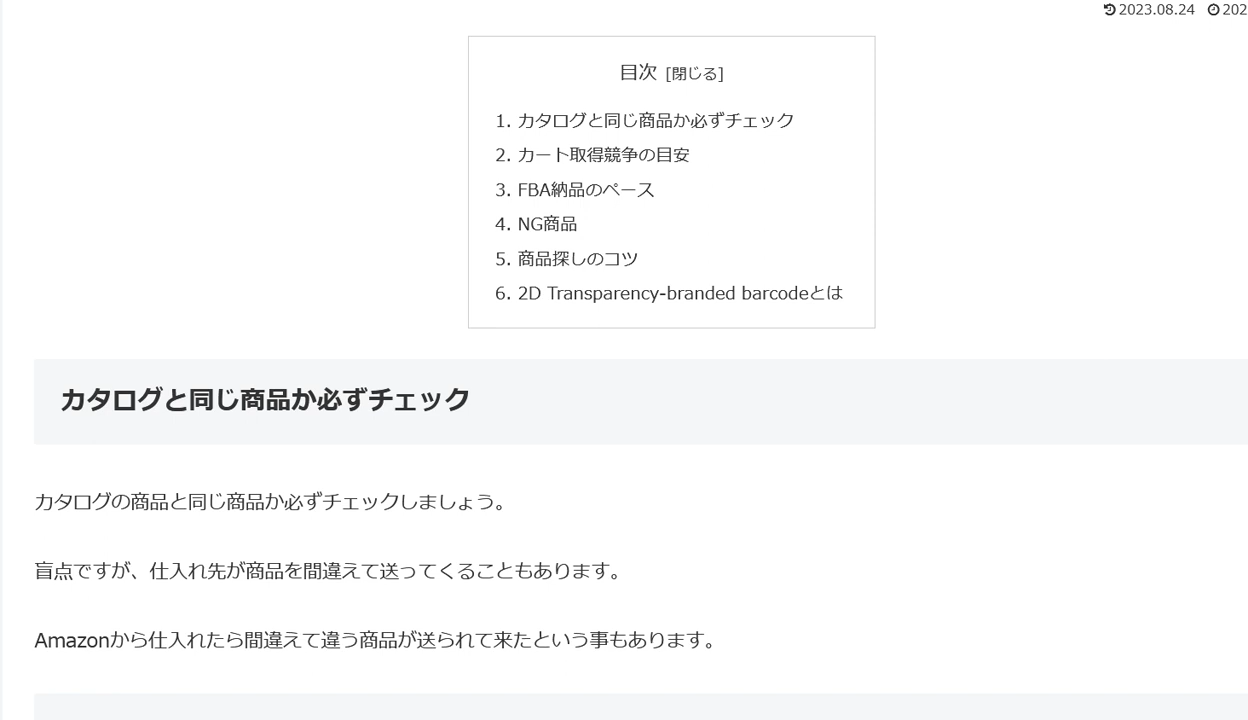 2023.08.24 202
目次 [閉じる]
1. カタログと同じ商品か必ずチェック
2. カート取得競争の目安
3. FBA納品のペース
4. NG商品
5. 商品探しのコツ
6. 2D Transparency-branded barcodeとは
カタログと同じ商品か必ずチェック
カタログの商品と同じ商品か必ずチェックしましょう。
盲点ですが、仕入れ先が商品を間違えて送ってくることもあります。
Amazonから仕入れたら間違えて違う商品が送られて来たという事もあります。